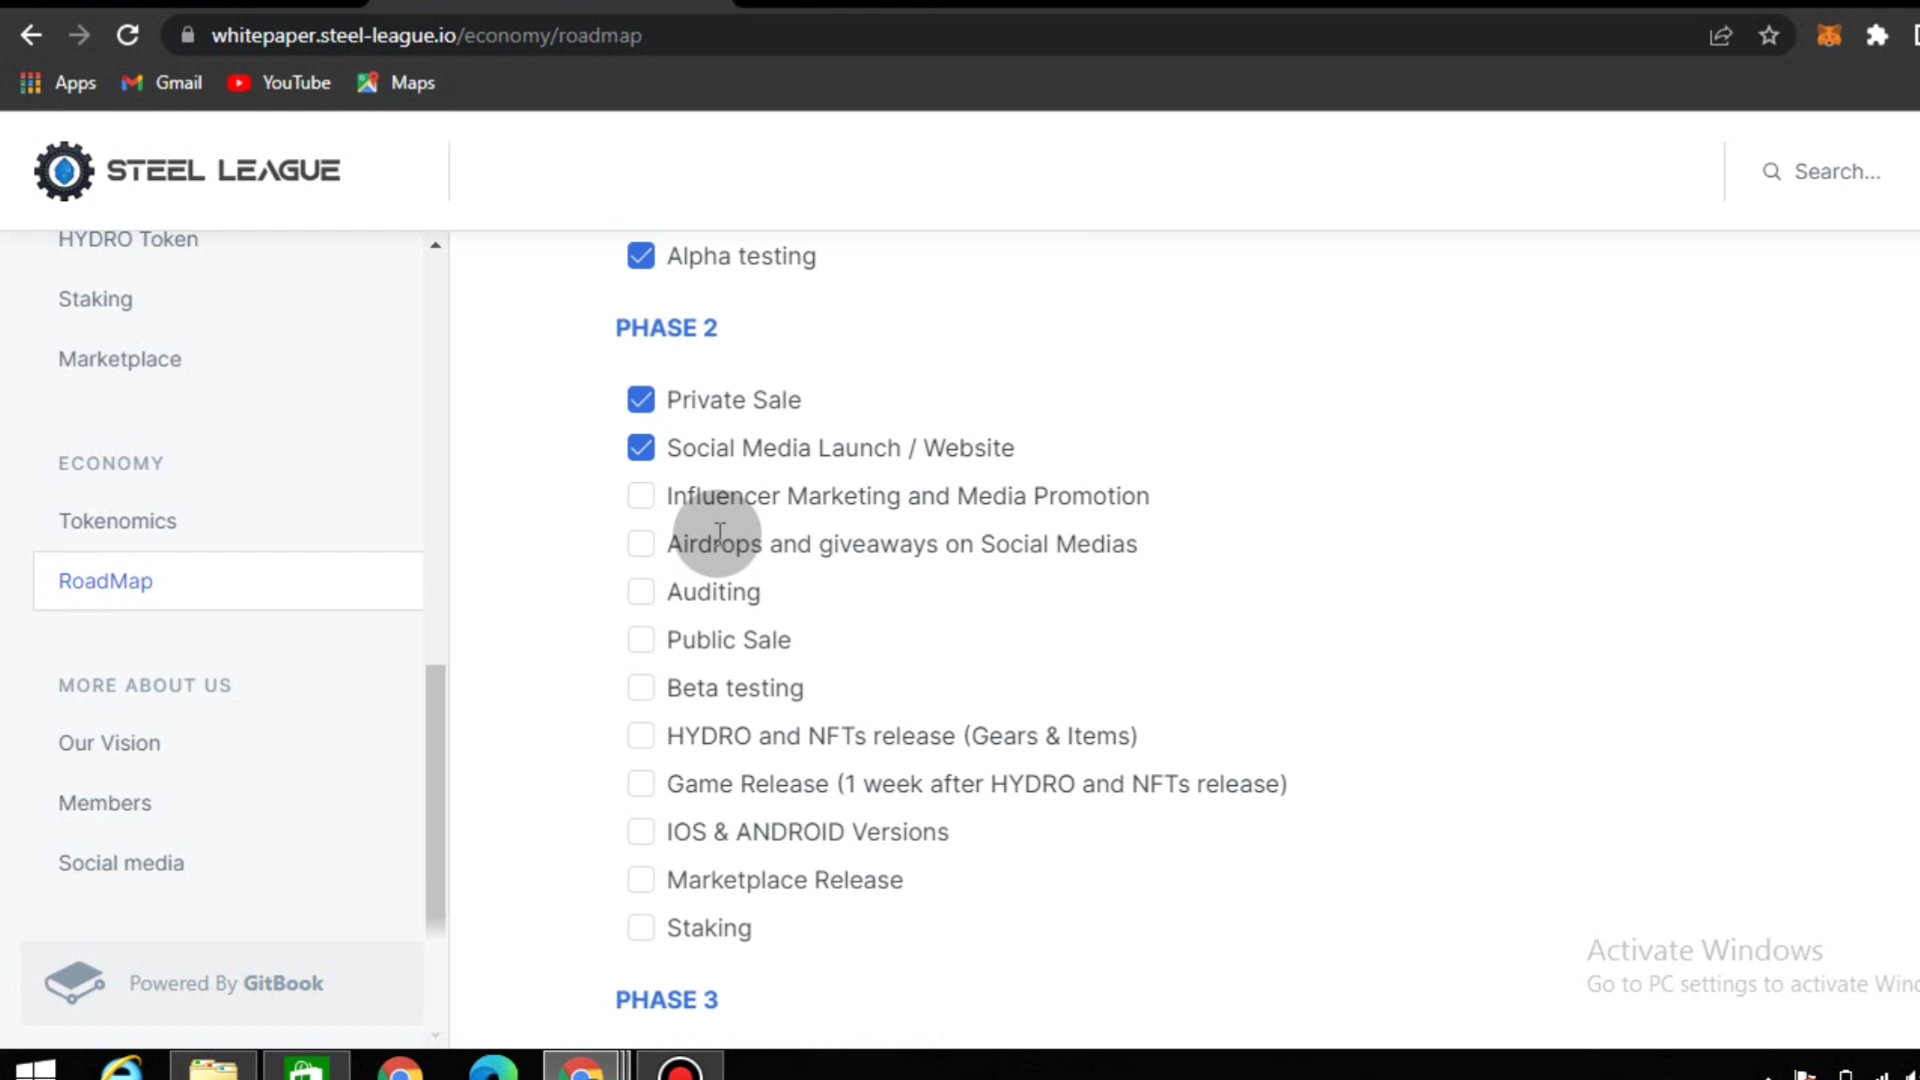 whitepaper.steel-league.io/economy/roadmap
Apps
Gmail
YouTube
Maps
STEEL LEAGUE
Search...
HYDRO Token
Staking
Marketplace
ECONOMY
Tokenomics
RoadMap
MORE ABOUT US
Our Vision
Members
Social media
Powered By GitBook
Alpha testing
PHASE 2
Private Sale
Social Media Launch / Website
Influencer Marketing and Media Promotion
Airdrops and giveaways on Social Medias
Auditing
Public Sale
Beta testing
HYDRO and NFTs release (Gears & Items)
Game Release (1 week after HYDRO and NFTs release)
IOS & ANDROID Versions
Marketplace Release
Staking
PHASE 3
Activate Windows
Go to PC settings to activate Win